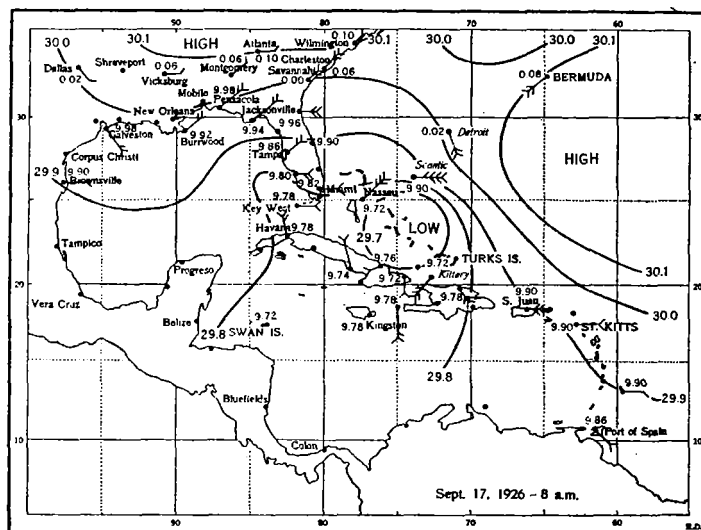 90 80 70 60
30.0 HIGH 30.1 0.10 30.1 30.0 30.1
Atlanta Wilmington
Dallas Shreveport 0.06 0.10 Charleston
0.02 0.06 Montgomery Savannah 0.06 0.08 BERMUDA
Vicksburg 0.00
Mobile 9.98
Pensacola
30 New Orleans Jacksonville 30
9.98 9.96 0.02 Detroit
Galveston 9.92 9.94 9.90
Burrwood 9.86
Corpus Christi Tampa HIGH
29.9 9.90 9.80 9.82 Scantic
Brownsville Miami Nassau 9.90
9.78 9.72
Key West LOW
Havana 9.78 29.7
Tampico 9.76 9.72 TURKS IS. 30.1
Progreso 9.74 9.72 Kittery
Vera Cruz 9.78 9.78 S. Juan 9.90 30.0
29 Belize 9.72 9.78 Kingston 9.90 ST. KITTS 20
SWAN IS.
29.8 29.8 9.90 29.9
Bluefields
9.86
10 Colon Port of Spain 10
Sept. 17, 1926 – 8 a.m.
90 80 70 60